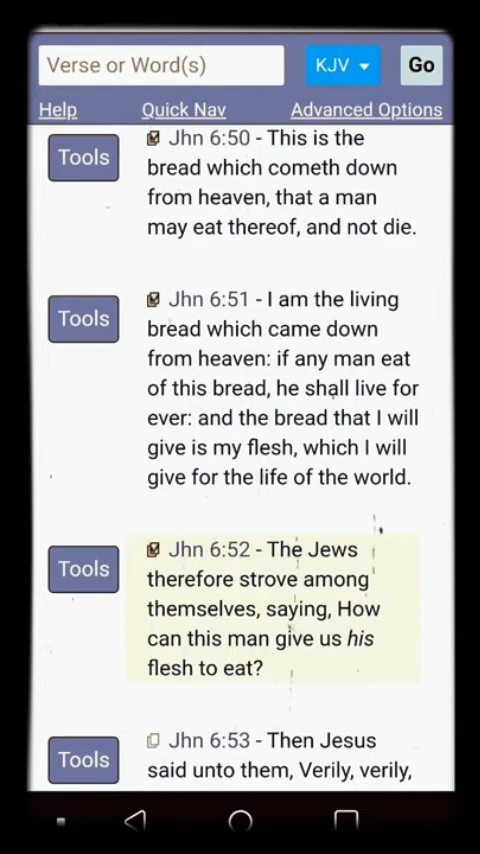 Verse or Word(s) KJV Go
Help Quick Nav Advanced Options
Tools
Jhn 6:50 - This is the
bread which cometh down
from heaven, that a man
may eat thereof, and not die.
Tools
Jhn 6:51 - I am the living
bread which came down
from heaven: if any man eat
of this bread, he shall live for
ever: and the bread that I will
give is my flesh, which I will
give for the life of the world.
Tools
Jhn 6:52 - The Jews
therefore strove among
themselves, saying, How
can this man give us his
flesh to eat?
Tools
Jhn 6:53 - Then Jesus
said unto them, Verily, verily,